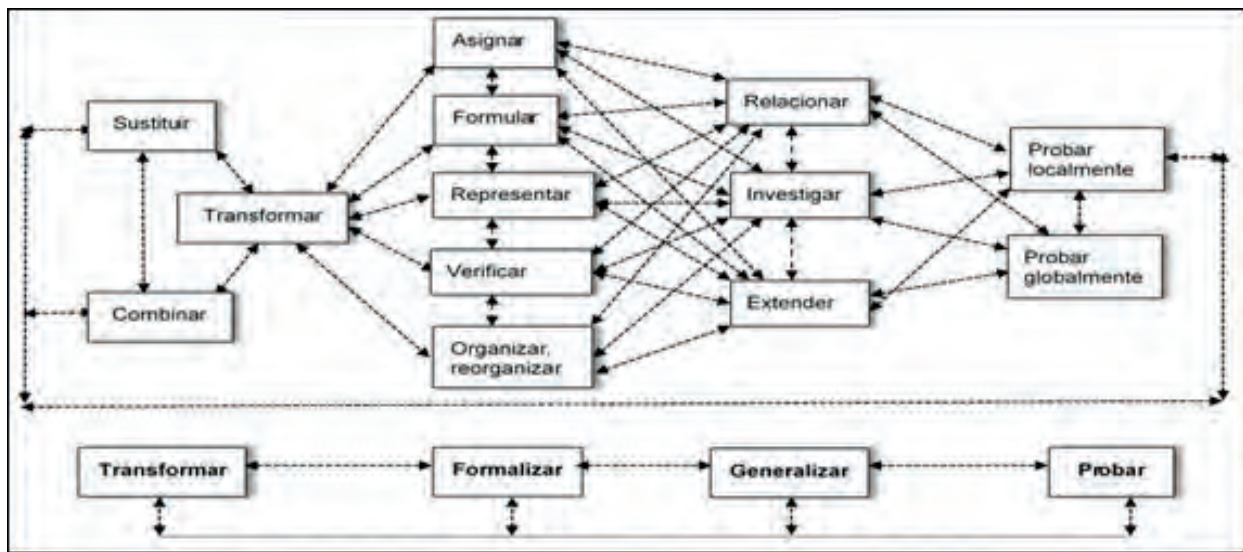 Asignar
Sustituir
Formular
Relacionar
Probar
localmente
Representar
Investigar
Transformar
Verificar
Probar
globalmente
Combinar
Extender
Organizar,
reorganizar
Transformar
Formalizar
Generalizar
Probar